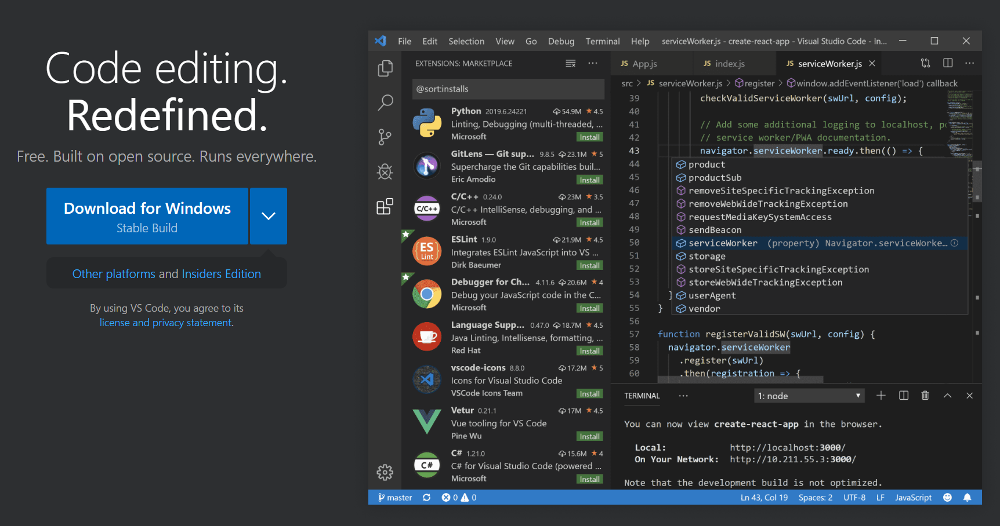 Code editing.
Redefined.
Free. Built on open source. Runs everywhere.
Download for Windows
Stable Build
Other platforms and Insiders Edition
By using VS Code, you agree to its
license and privacy statement.
File Edit Selection View Go Debug Terminal Help serviceWorker.js - create-react-app - Visual Studio Code - In...
EXTENSIONS: MARKETPLACE
@sort:installs
Python 2019.6.24221 54.9M 4.5
Linting, Debugging (multi-threaded, ...
Microsoft Install
GitLens — Git sup... 9.8.5 23.1M 5
Supercharge the Git capabilities buil...
Eric Amodio Install
C/C++
C/C++ 0.24.0 23M 3.5
C/C++ IntelliSense, debugging, and ...
Microsoft Install
ES
Lint
ESLint 1.9.0 21.9M 4.5
Integrates ESLint JavaScript into VS ...
Dirk Baeumer Install
Debugger for Ch... 4.11.6 20.6M 4
Debug your JavaScript code in the C...
Microsoft Install
Language Supp... 0.47.0 18.7M 4.5
Java Linting, Intellisense, formatting, ...
Red Hat Install
vscode-icons 8.8.0 17.2M 5
Icons for Visual Studio Code
VSCode Icons Team Install
Vetur 0.21.1 17M 4.5
Vue tooling for VS Code
Pine Wu Install
C#
C# 1.21.0 15.6M 4
C# for Visual Studio Code (powered ...
Microsoft Install
JS App.js JS index.js JS serviceWorker.js
src > JS serviceWorker.js > register > window.addEventListener('load') callback
39 checkValidServiceWorker(swUrl, config);
40
41 // Add some additional logging to localhost, po
42 // service worker/PWA documentation.
43 navigator.serviceWorker.ready.then(() => {
44 product
45 productSub
46 removeSiteSpecificTrackingException
47 removeWebWideTrackingException
48 requestMediaKeySystemAccess
49 sendBeacon
50 serviceWorker (property) Navigator.serviceWorke...
51 storage
52 storeSiteSpecificTrackingException
53 storeWebWideTrackingException
54 } userAgent
55 } vendor
56
57 function registerValidSW(swUrl, config) {
58 navigator.serviceWorker
59 .register(swUrl)
60 .then(registration => {
TERMINAL ... 1: node
You can now view create-react-app in the browser.
Local: http://localhost:3000/
On Your Network: http://10.211.55.3:3000/
Note that the development build is not optimized.
master 0 0 Ln 43, Col 19 Spaces: 2 UTF-8 LF JavaScript